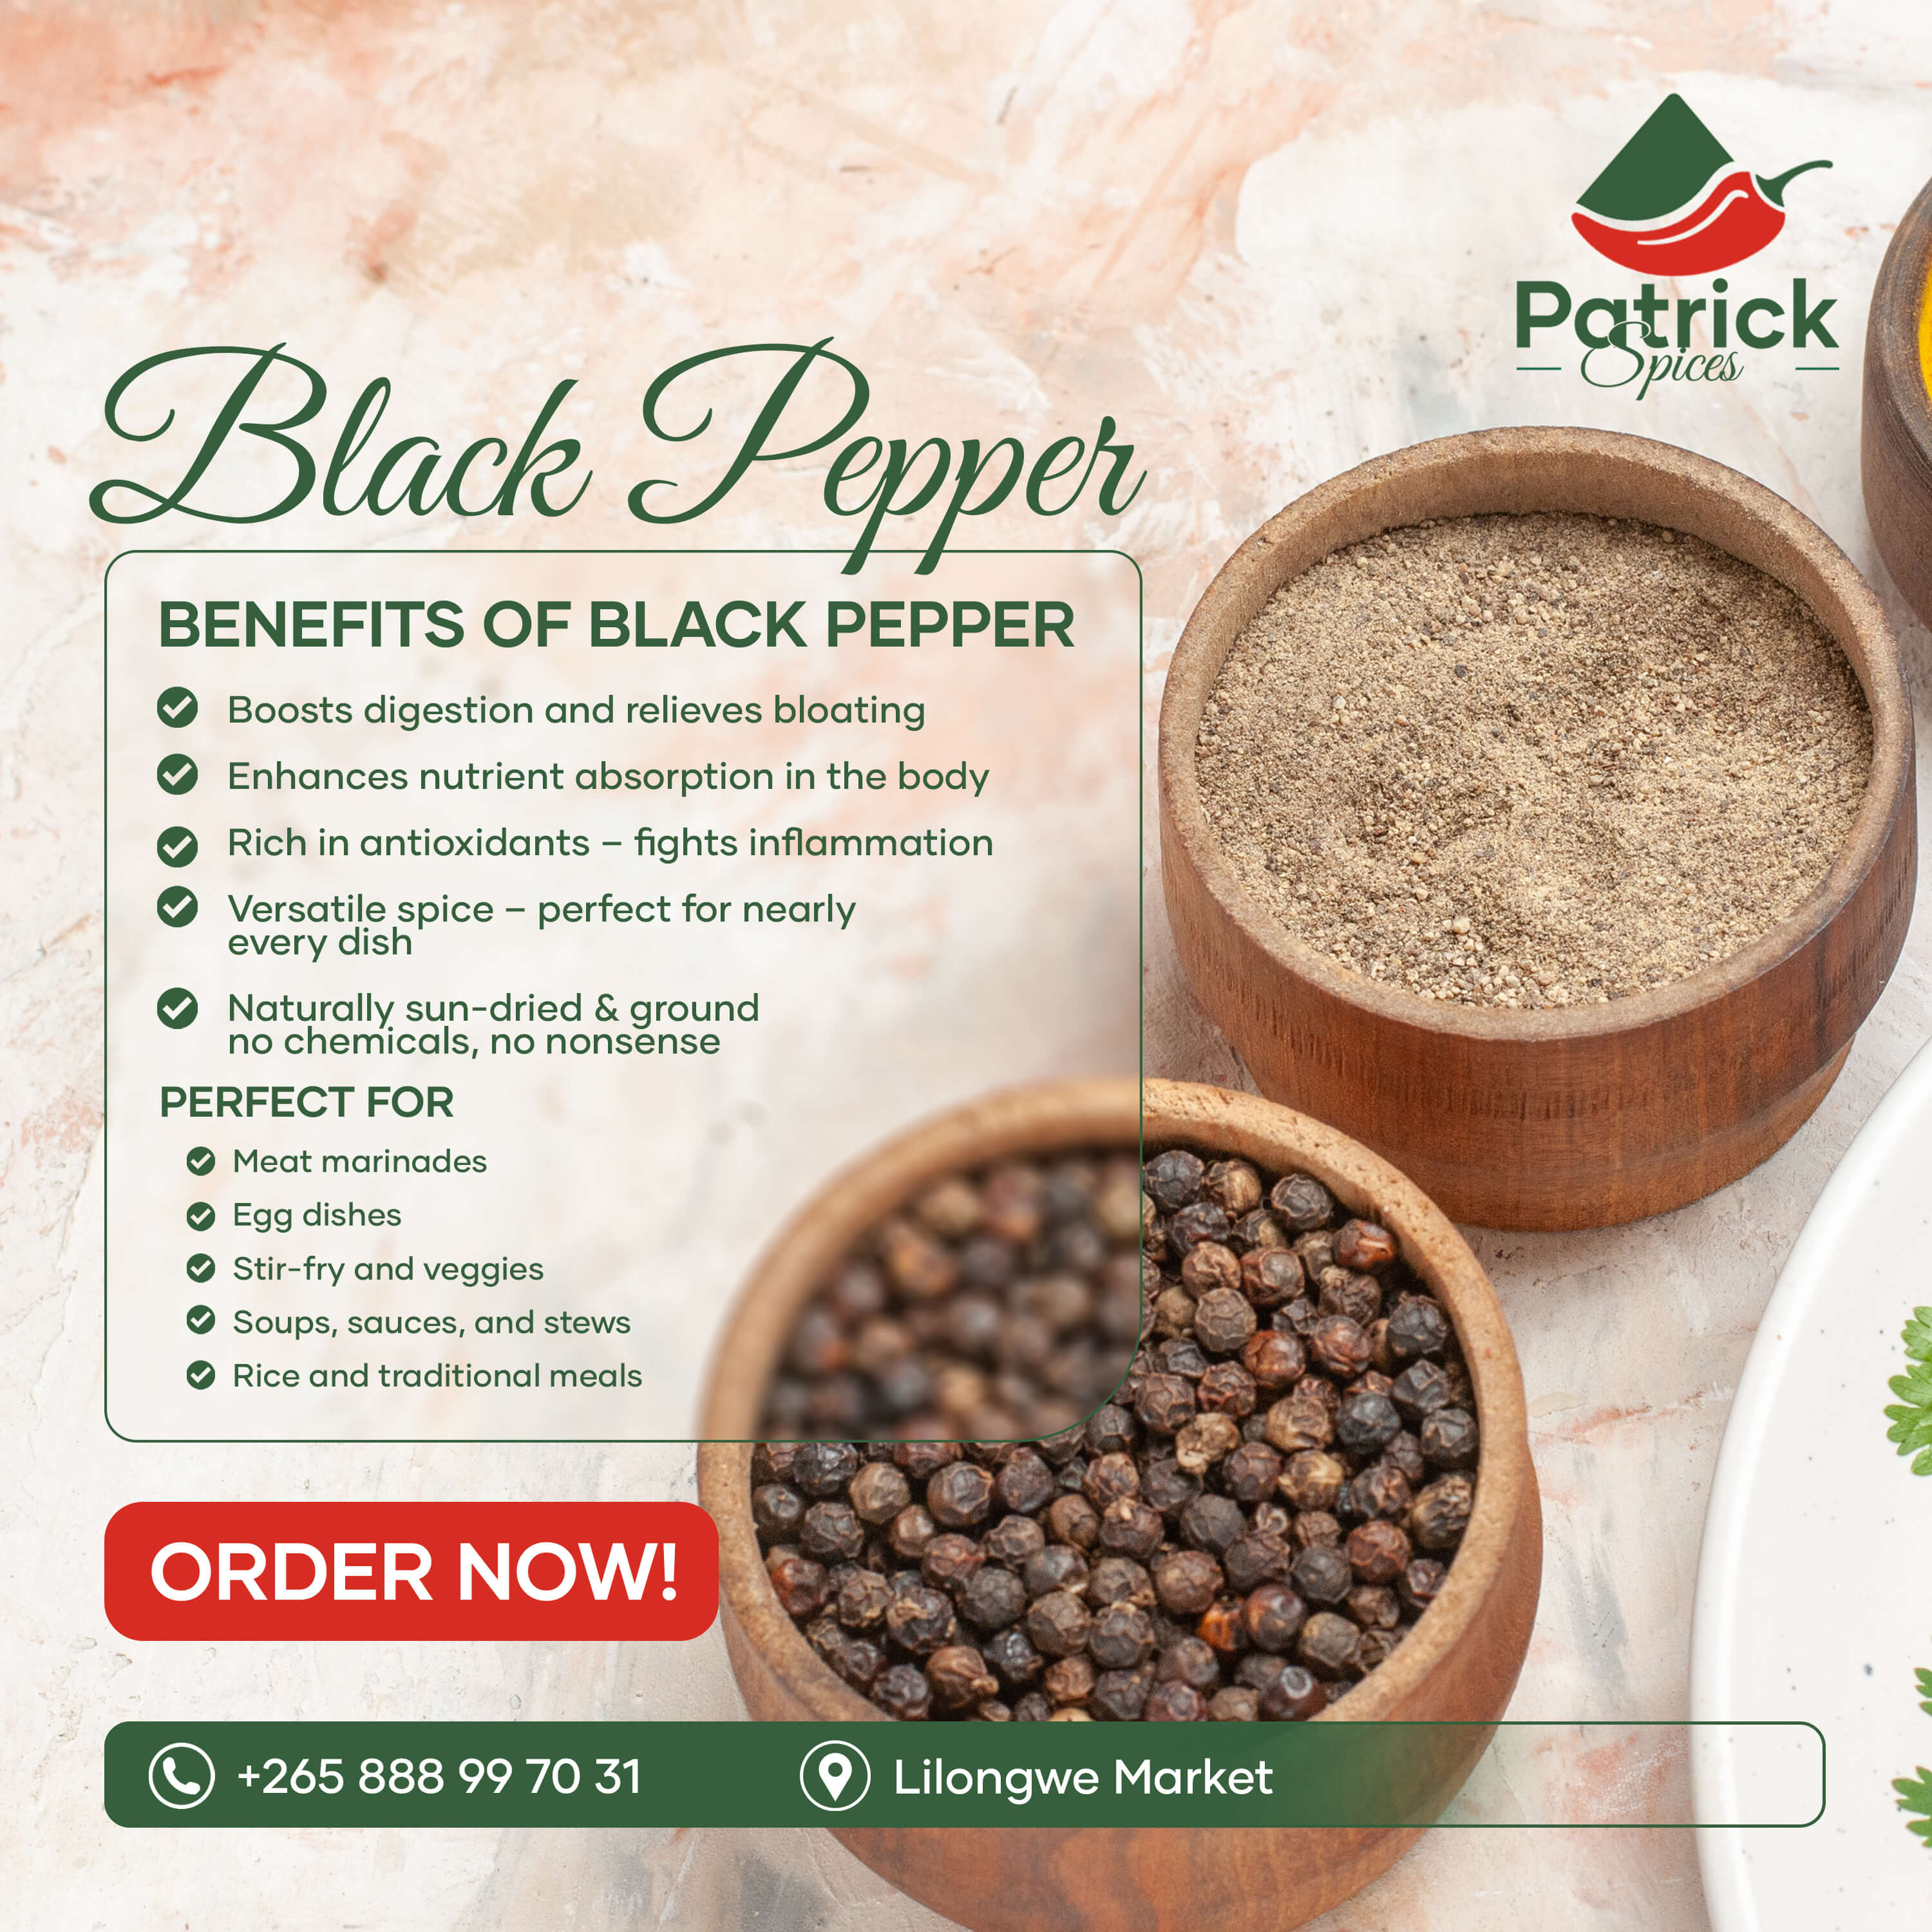 Patrick
Spices
Black Pepper
BENEFITS OF BLACK PEPPER
Boosts digestion and relieves bloating
Enhances nutrient absorption in the body
Rich in antioxidants – fights inflammation
Versatile spice – perfect for nearly
every dish
Naturally sun-dried & ground
no chemicals, no nonsense
PERFECT FOR
Meat marinades
Egg dishes
Stir-fry and veggies
Soups, sauces, and stews
Rice and traditional meals
ORDER NOW!
+265 888 99 70 31
Lilongwe Market